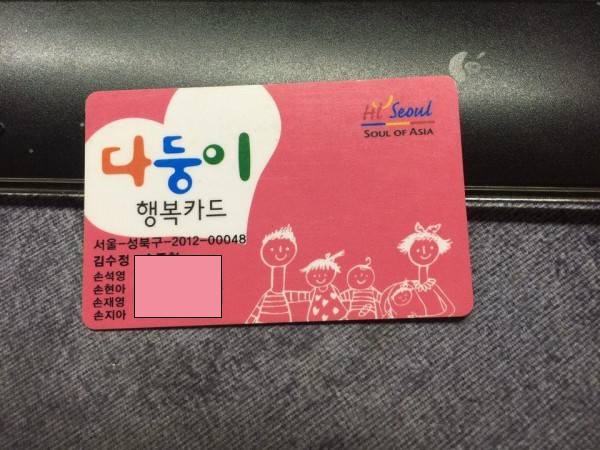 Hi Seoul
SOUL OF ASIA
다둥이
행복카드
서울-성북구-2012-00048
김수정
손석영
손현아
손재영
손지아